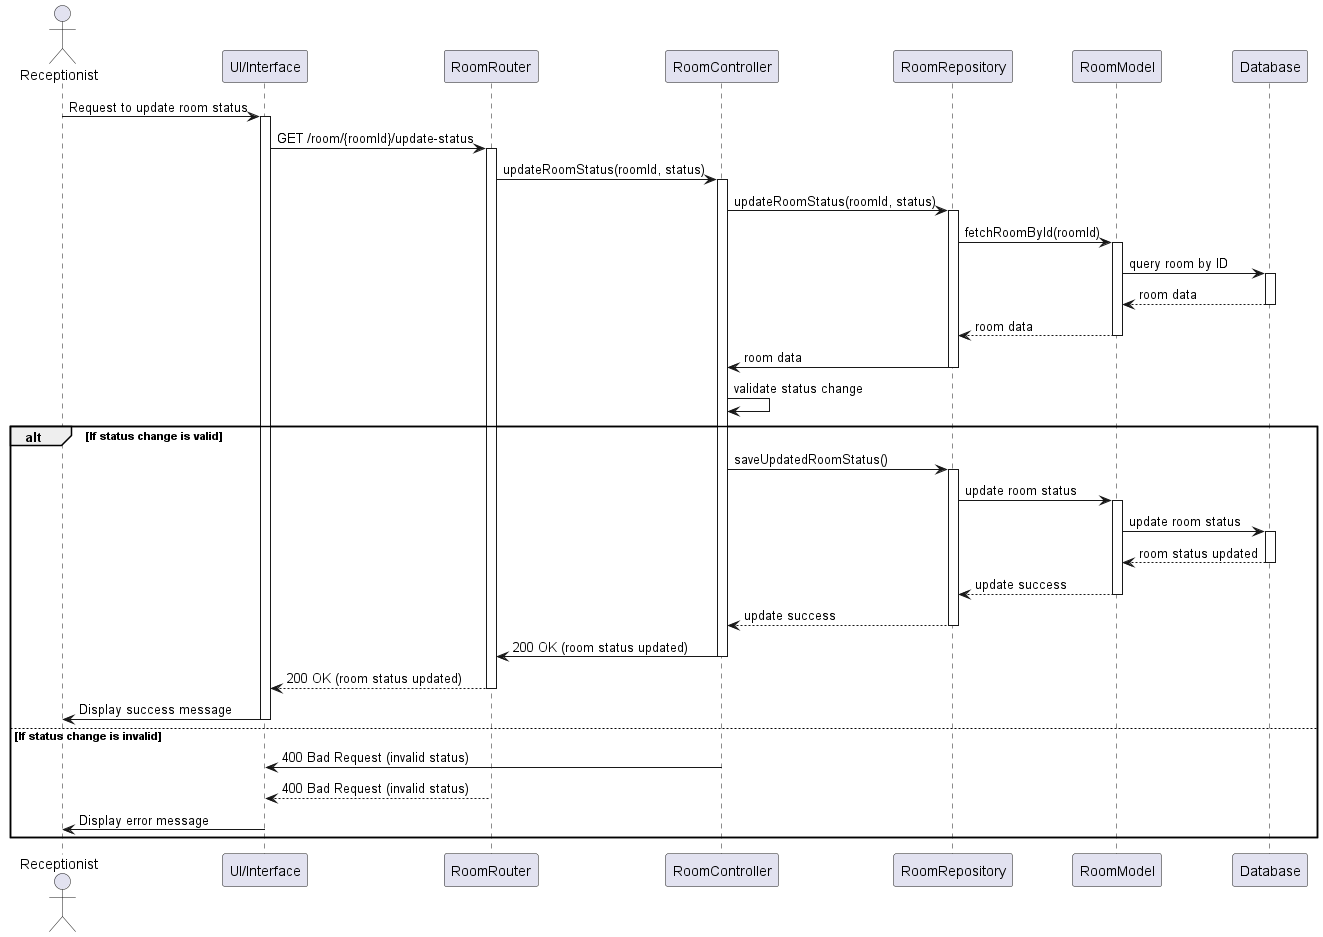 Receptionist
UI/Interface
RoomRouter
RoomController
RoomRepository
RoomModel
Database
Request to update room status
GET /room/{roomId}/update-status
updateRoomStatus(roomId, status)
updateRoomStatus(roomId, status)
fetchRoomById(roomId)
query room by ID
room data
room data
room data
validate status change
alt
[If status change is valid]
saveUpdatedRoomStatus()
update room status
update room status
room status updated
update success
update success
200 OK (room status updated)
200 OK (room status updated)
Display success message
[If status change is invalid]
400 Bad Request (invalid status)
400 Bad Request (invalid status)
Display error message
Receptionist
UI/Interface
RoomRouter
RoomController
RoomRepository
RoomModel
Database